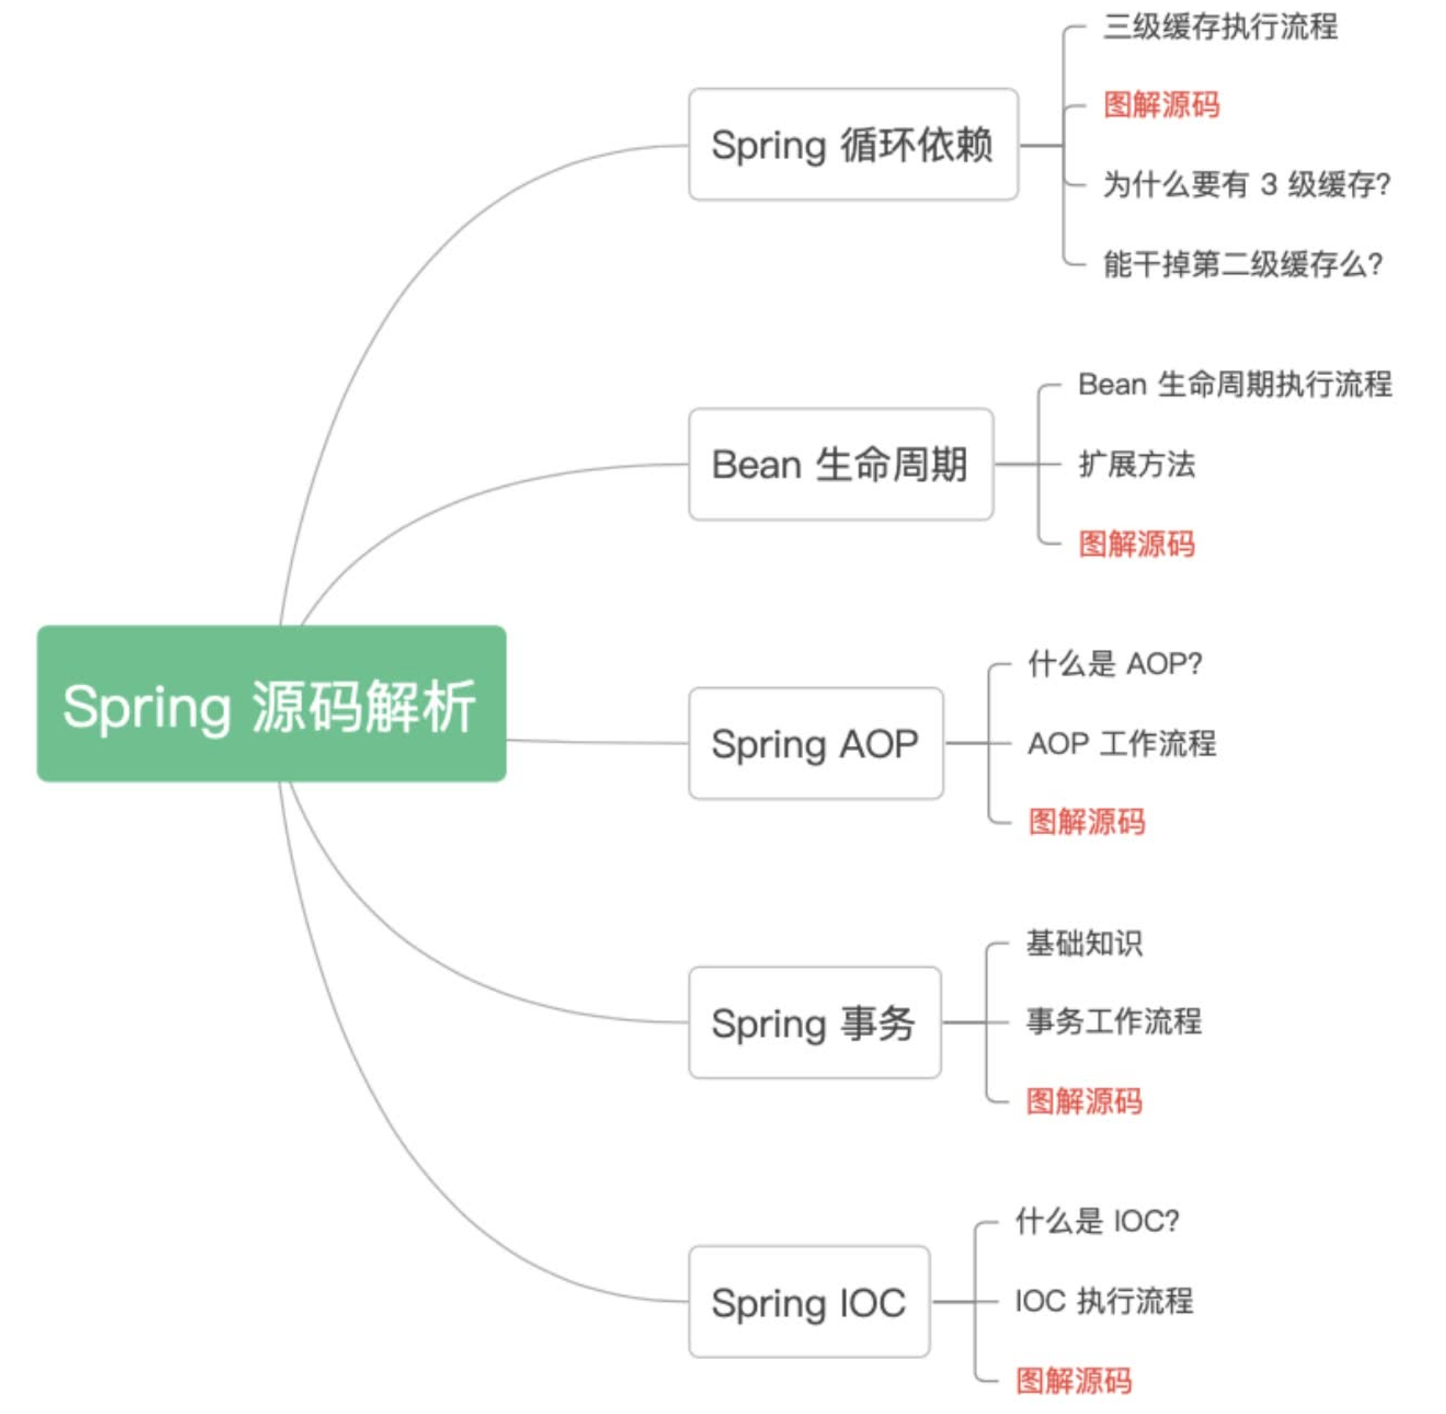 Spring 源码解析
Spring 循环依赖
三级缓存执行流程
图解源码
为什么要有 3 级缓存?
能干掉第二级缓存么?
Bean 生命周期
Bean 生命周期执行流程
扩展方法
图解源码
Spring AOP
什么是 AOP?
AOP 工作流程
图解源码
Spring 事务
基础知识
事务工作流程
图解源码
Spring IOC
什么是 IOC?
IOC 执行流程
图解源码